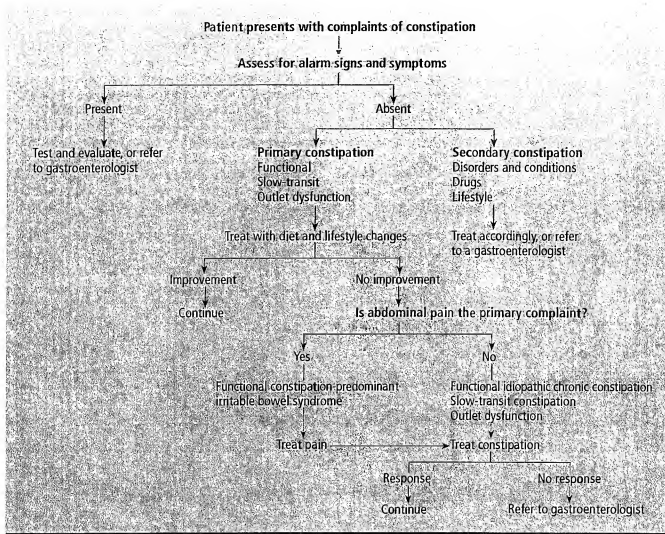 Patient presents with complaints of constipation
Assess for alarm signs and symptoms
Present
Absent
Test and evaluate, or refer
to gastroenterologist
Primary constipation
Functional
Slow-transit
Outlet dysfunction
Secondary constipation
Disorders and conditions
Drugs
Lifestyle
Treat with diet and lifestyle changes
Treat accordingly, or refer
to a gastroenterologist
Improvement
No improvement
Continue
Is abdominal pain the primary complaint?
Yes
No
Functional constipation-predominant
irritable bowel syndrome
Functional idiopathic chronic constipation
Slow-transit constipation
Outlet dysfunction
Treat pain
Treat constipation
Response
No response
Continue
Refer to gastroenterologist